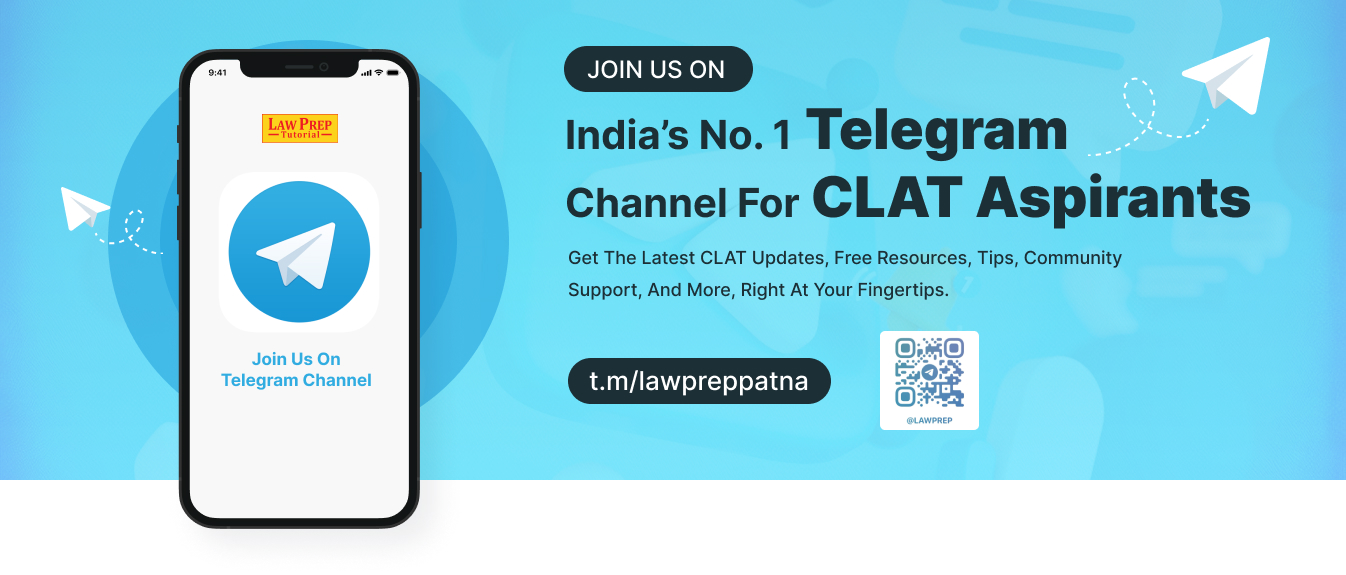 9:41
LAW PREP
Tutorial
Join Us On
Telegram Channel
JOIN US ON
India's No. 1 Telegram
Channel For CLAT Aspirants
Get The Latest CLAT Updates, Free Resources, Tips, Community
Support, And More, Right At Your Fingertips.
t.m/lawpreppatna
@LAWPREP